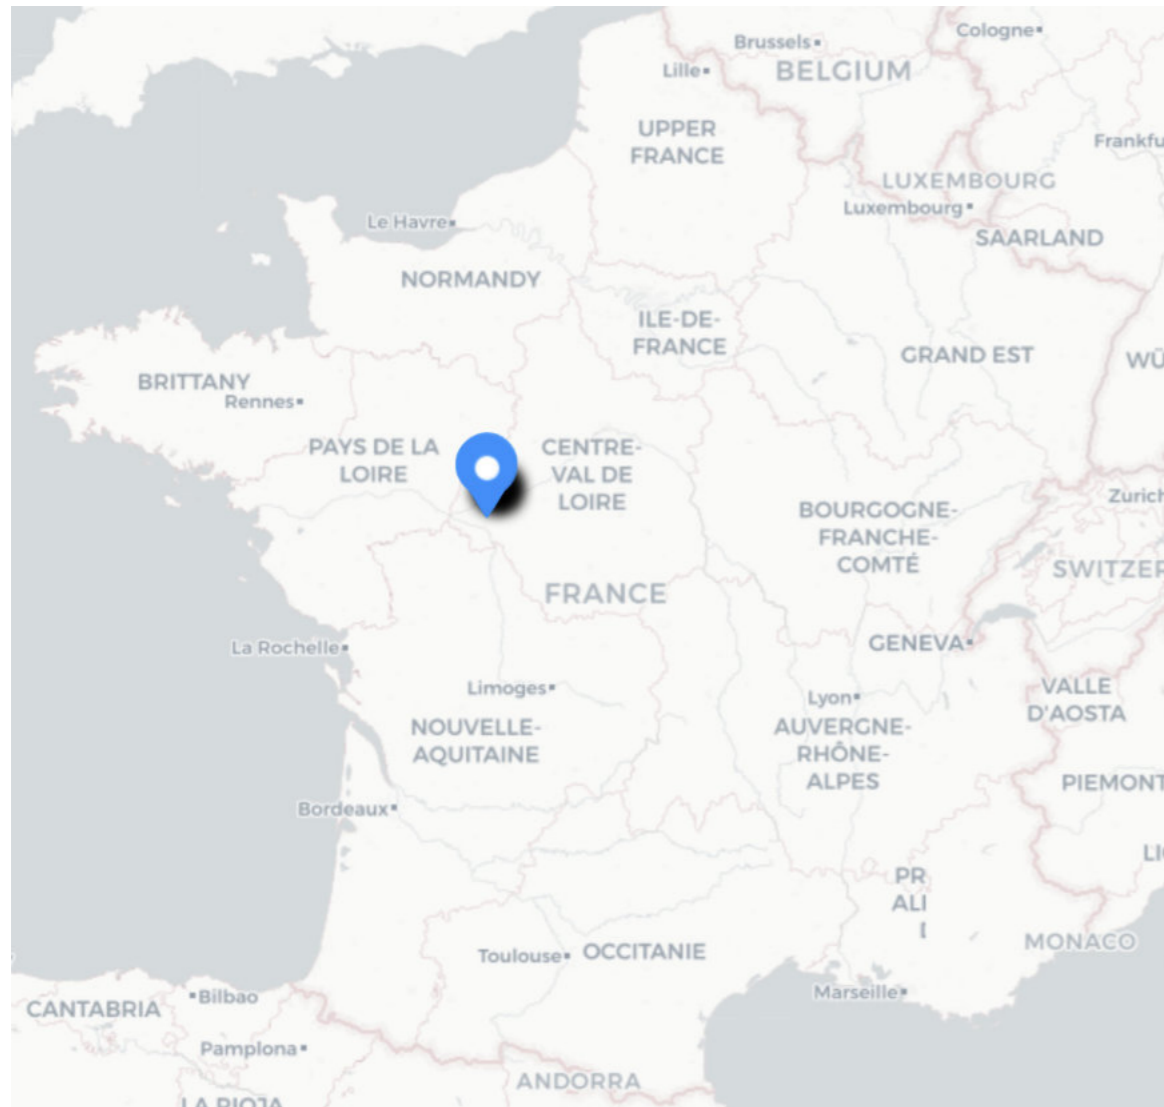 Cologne
Brussels
BELGIUM
Lille
UPPER
FRANCE
Frankfu
LUXEMBOURG
Luxembourg
Le Havre
SAARLAND
NORMANDY
ILE-DE-
FRANCE
GRAND EST
WÜ
BRITTANY
Rennes
PAYS DE LA
LOIRE
CENTRE-
VAL DE
LOIRE
Zurich
BOURGOGNE-
FRANCHE-
COMTÉ
SWITZER
FRANCE
GENEVA
La Rochelle
Limoges
Lyon
VALLE
D'AOSTA
NOUVELLE-
AQUITAINE
AUVERGNE-
RHÔNE-
ALPES
PIEMONT
Bordeaux
LI
PR
ALI
MONACO
Toulouse
OCCITANIE
Marseille
CANTABRIA
Bilbao
Pamplona
ANDORRA
LA RIOJA